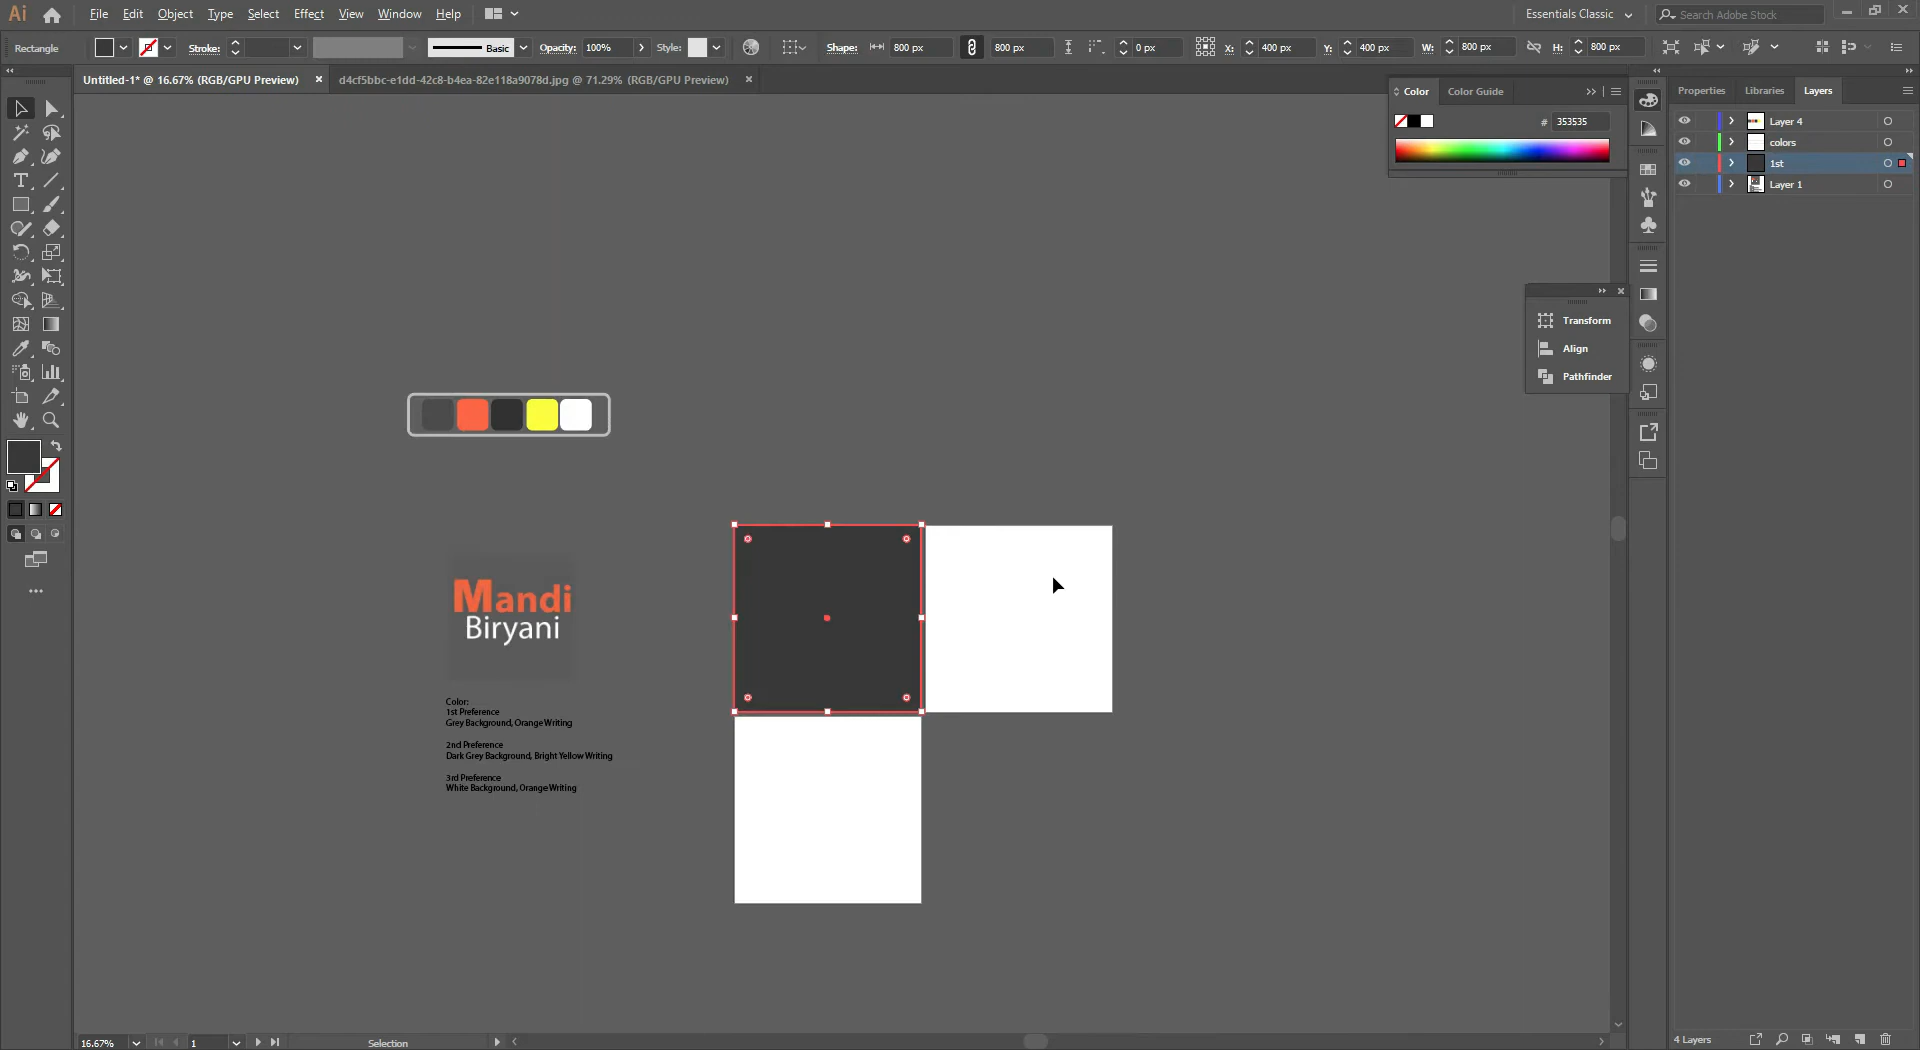 Ai File Edit Object Type Select Effect View Window Help Essentials Classic Search Adobe Stock
Rectangle Stroke: Basic Opacity: 100% Style: Shape: 800 px 800 px 0 px X: 400 px Y: 400 px W: 800 px H: 800 px
Untitled-1* @ 16.67% (RGB/GPU Preview) × d4cf5bbc-e1dd-42c8-b4ea-82e118a9078d.jpg @ 71.29% (RGB/GPU Preview) ×
Color Color Guide
# 353535
Properties Libraries Layers
Layer 4
colors
1st
Layer 1
Transform
Align
Pathfinder
Mandi
Biryani
Color:
1st Preference
Grey Background, Orange Writing
2nd Preference
Dark Grey Background, Bright Yellow Writing
3rd Preference
White Background, Orange Writing
16.67% 1 Selection
4 Layers